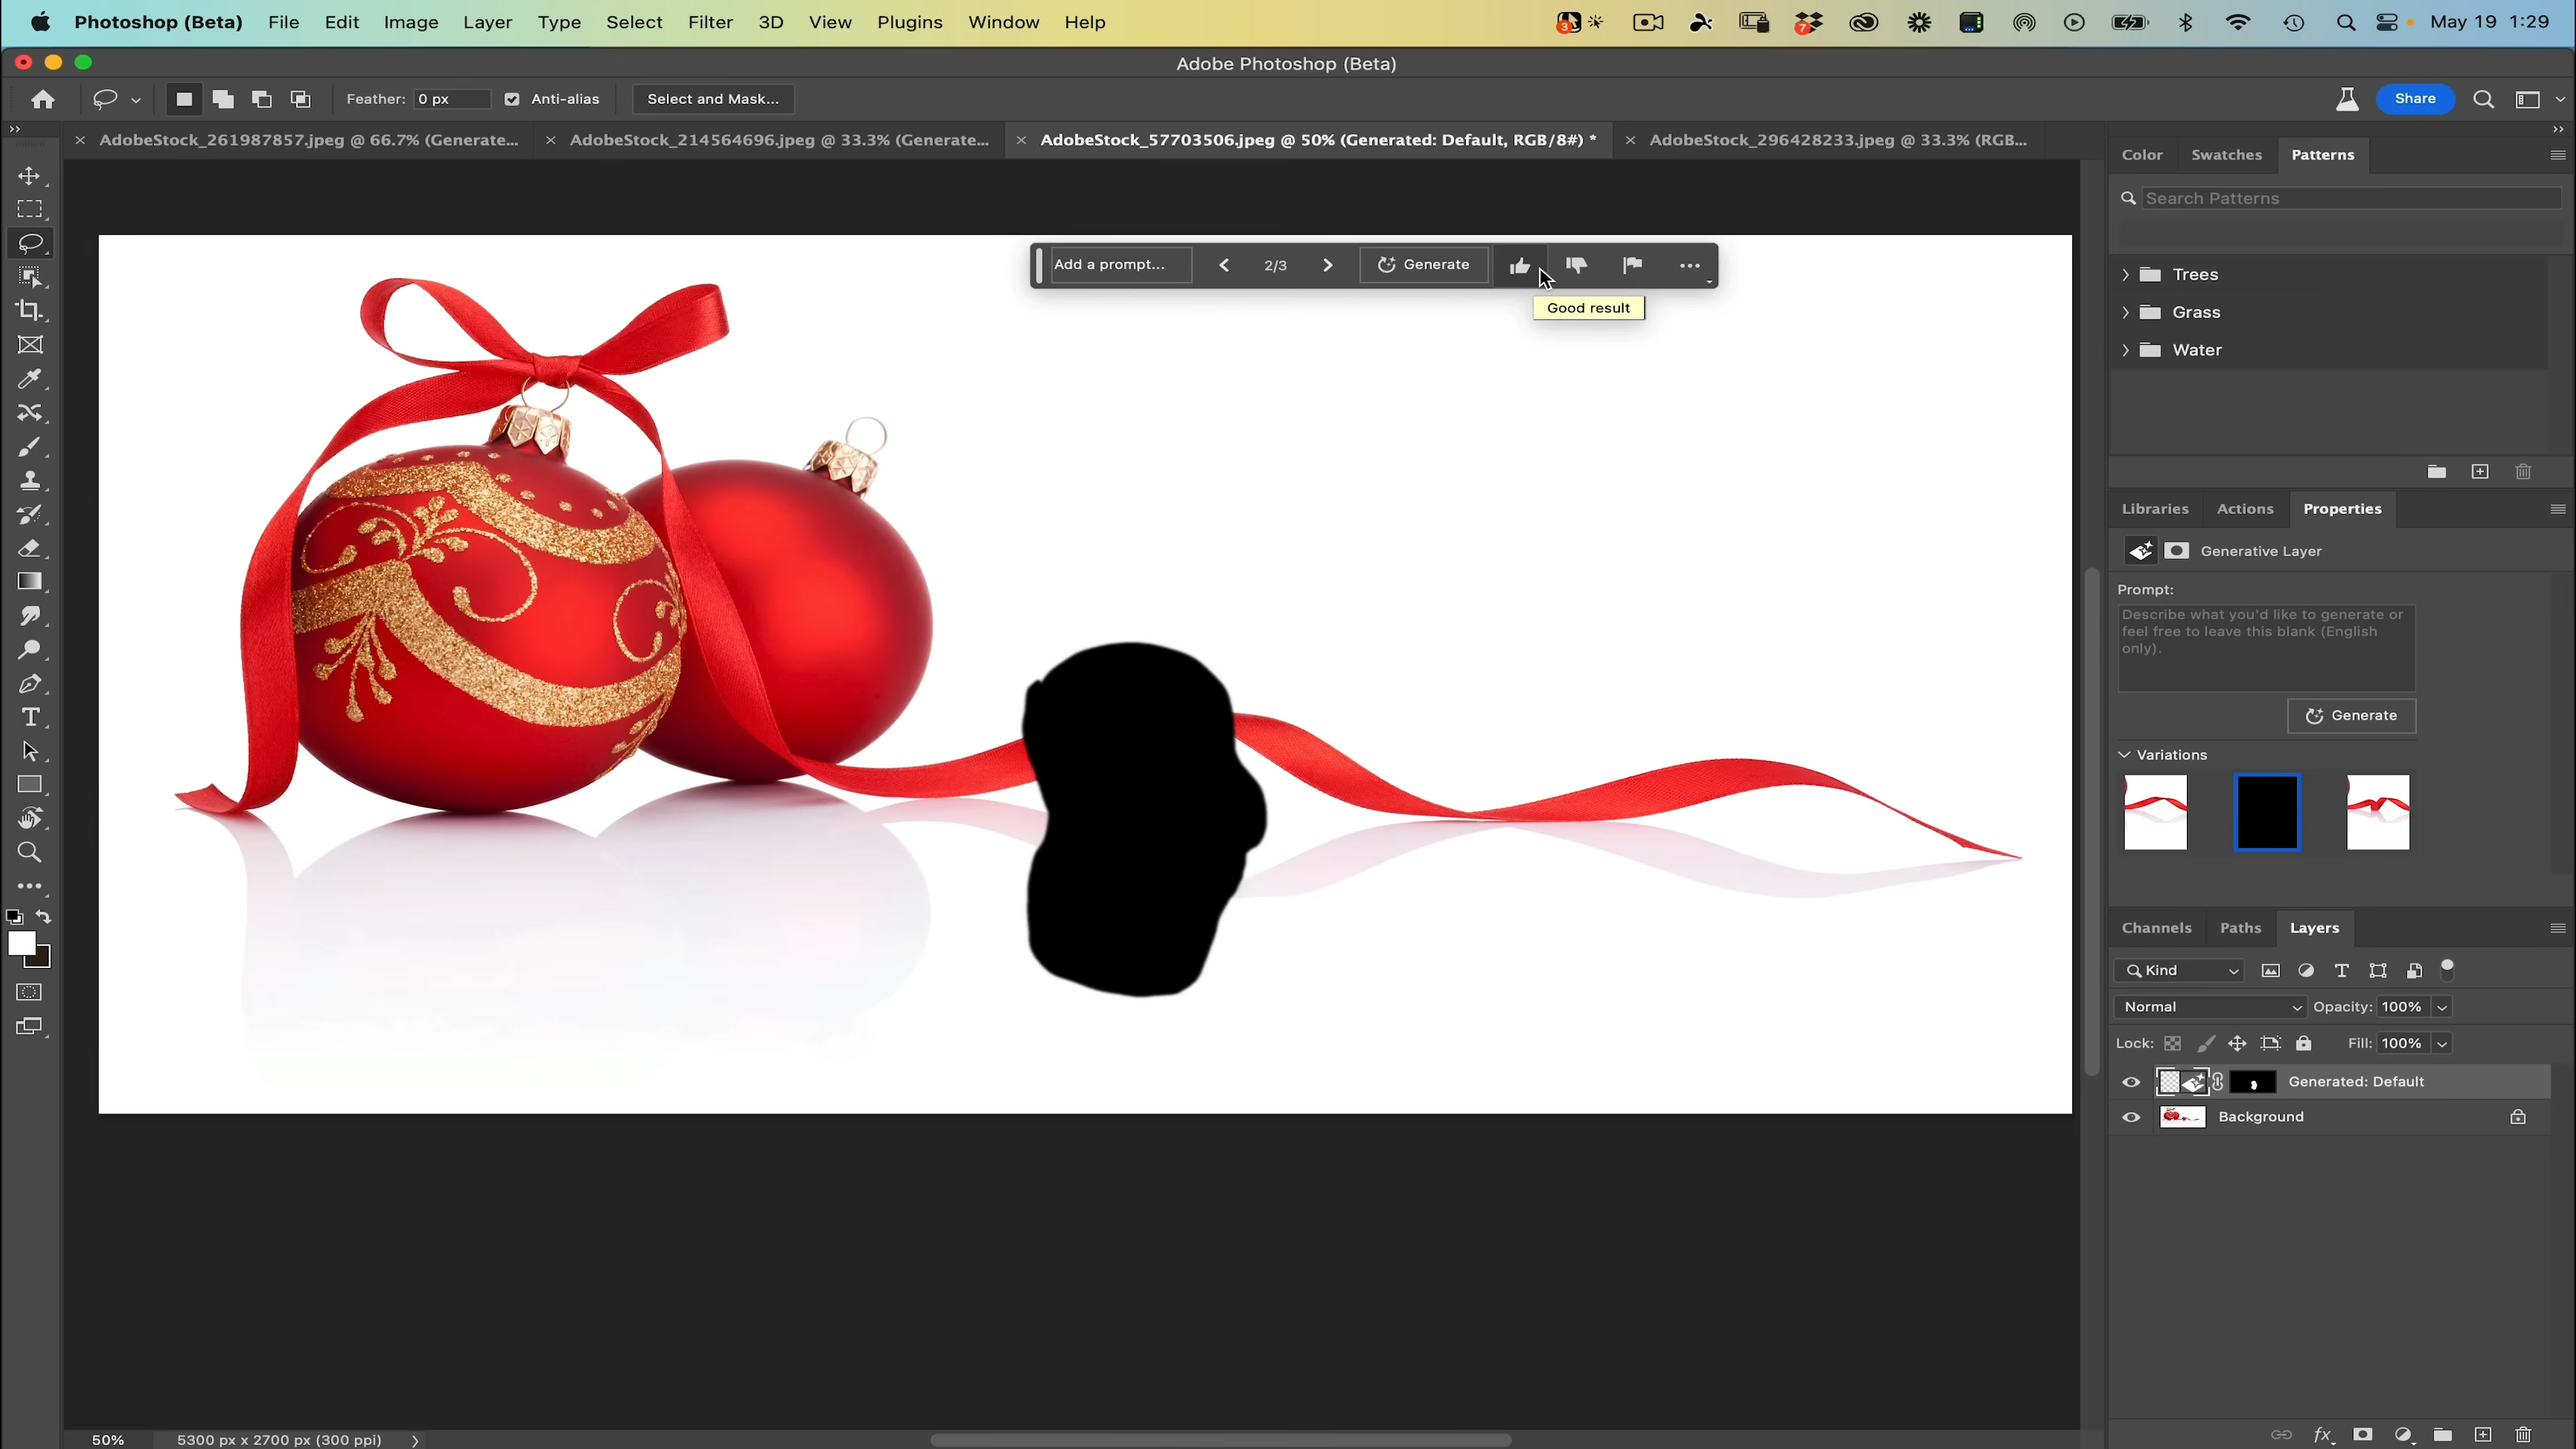 Photoshop (Beta) File Edit Image Layer Type Select Filter 3D View Plugins Window Help 3 7 May 19 1:29
Adobe Photoshop (Beta)
Feather: 0 px Anti-alias Select and Mask... Share
AdobeStock_261987857.jpeg @ 66.7% (Generate... AdobeStock_214564696.jpeg @ 33.3% (Generate... AdobeStock_57703506.jpeg @ 50% (Generated: Default, RGB/8#) * AdobeStock_296428233.jpeg @ 33.3% (RGB...
Color Swatches Patterns
Search Patterns
Add a prompt... 2/3 Generate
Good result
Trees
Grass
Water
Libraries Actions Properties
Generative Layer
Prompt:
Describe what you'd like to generate or
feel free to leave this blank (English
only).
Generate
Variations
Channels Paths Layers
Kind
Normal Opacity: 100%
Lock: Fill: 100%
Generated: Default
Background
fx
50% 5300 px x 2700 px (300 ppi)